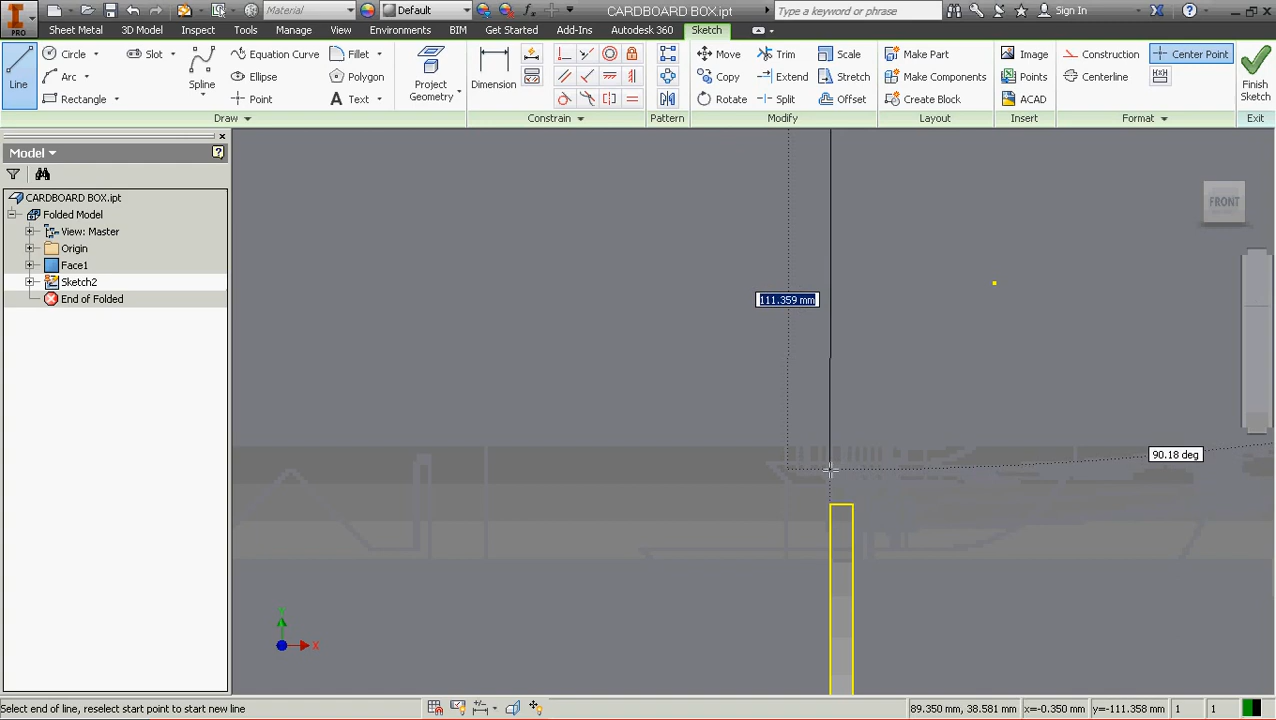 Material
Default
CARDBOARD BOX.ipt
Type a keyword or phrase
Sign In
PRO
Sheet Metal
3D Model
Inspect
Tools
Manage
View
Environments
BIM
Get Started
Add-Ins
Autodesk 360
Sketch
Line
Circle
Arc
Rectangle
Slot
Spline
Equation Curve
Ellipse
Point
Fillet
Polygon
Text
Project
Geometry
Dimension
Move
Copy
Rotate
Trim
Extend
Split
Scale
Stretch
Offset
Make Part
Make Components
Create Block
Image
Points
ACAD
Construction
Centerline
Center Point
Finish
Sketch
Draw
Constrain
Pattern
Modify
Layout
Insert
Format
Exit
Model
CARDBOARD BOX.ipt
Folded Model
View: Master
Origin
Face1
Sketch2
End of Folded
FRONT
111.359 mm
90.18 deg
Y
X
Select end of line, reselect start point to start new line
89.350 mm, 38.581 mm
x=-0.350 mm
y=-111.358 mm
1
1